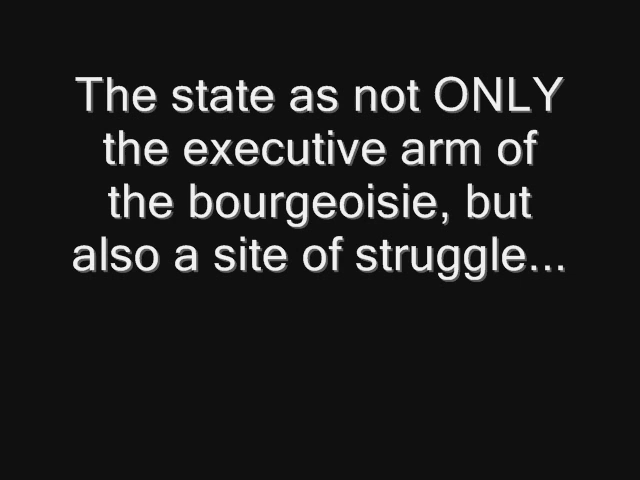 The state as not ONLY
the executive arm of
the bourgeoisie, but
also a site of struggle...